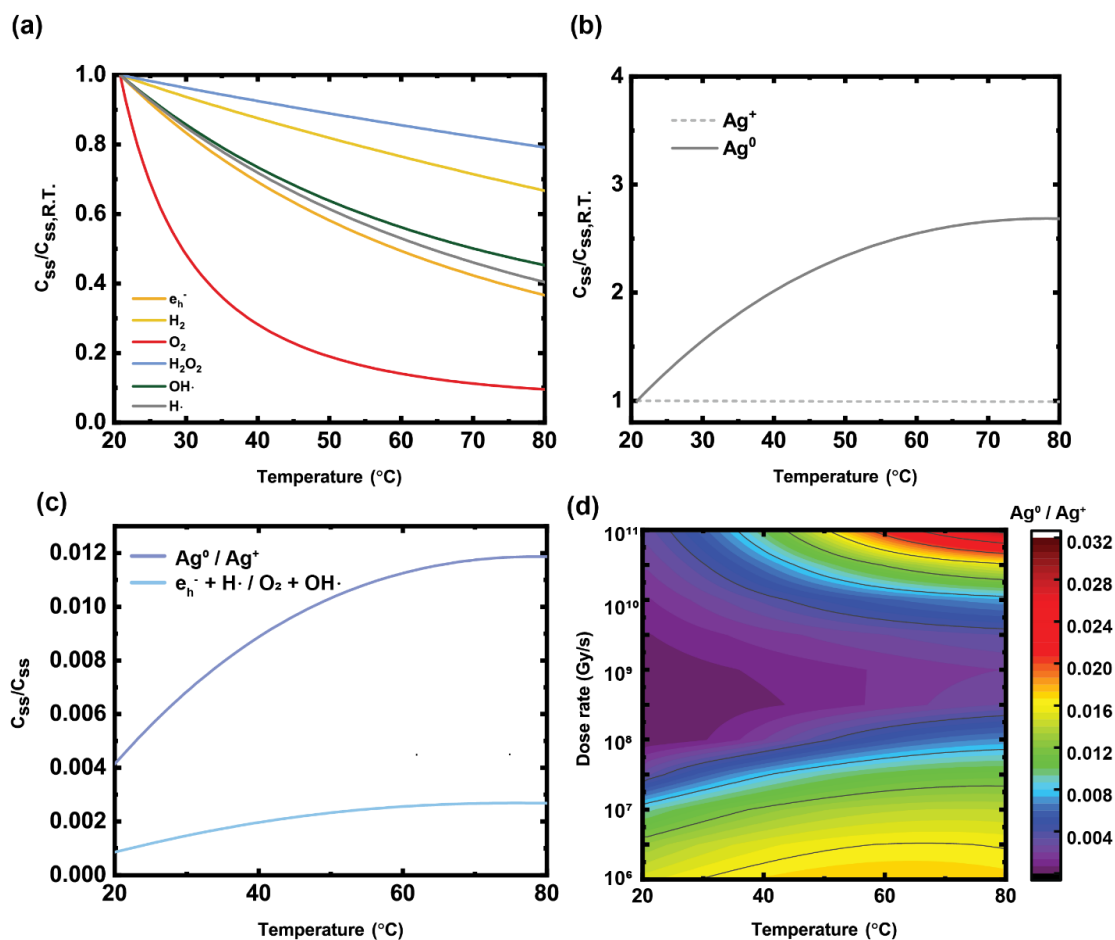 (a)
1.0
0.8
0.6
0.4
0.2
0.0
C_ss/C_ss,R.T.
e_h^-
H₂
O₂
H₂O₂
OH·
H·
20 30 40 50 60 70 80
Temperature (°C)
(b)
4
3
2
1
C_ss/C_ss,R.T.
Ag⁺
Ag⁰
20 30 40 50 60 70 80
Temperature (°C)
(c)
0.012
0.010
0.008
0.006
0.004
0.002
0.000
C_ss/C_ss
Ag⁰ / Ag⁺
e_h^- + H· / O₂ + OH·
20 40 60 80
Temperature (°C)
(d)
Ag⁰ / Ag⁺
10¹¹
10¹⁰
10⁹
10⁸
10⁷
10⁶
Dose rate (Gy/s)
20 30 40 50 60 70 80
Temperature (°C)
0.032
0.028
0.024
0.020
0.016
0.012
0.008
0.004